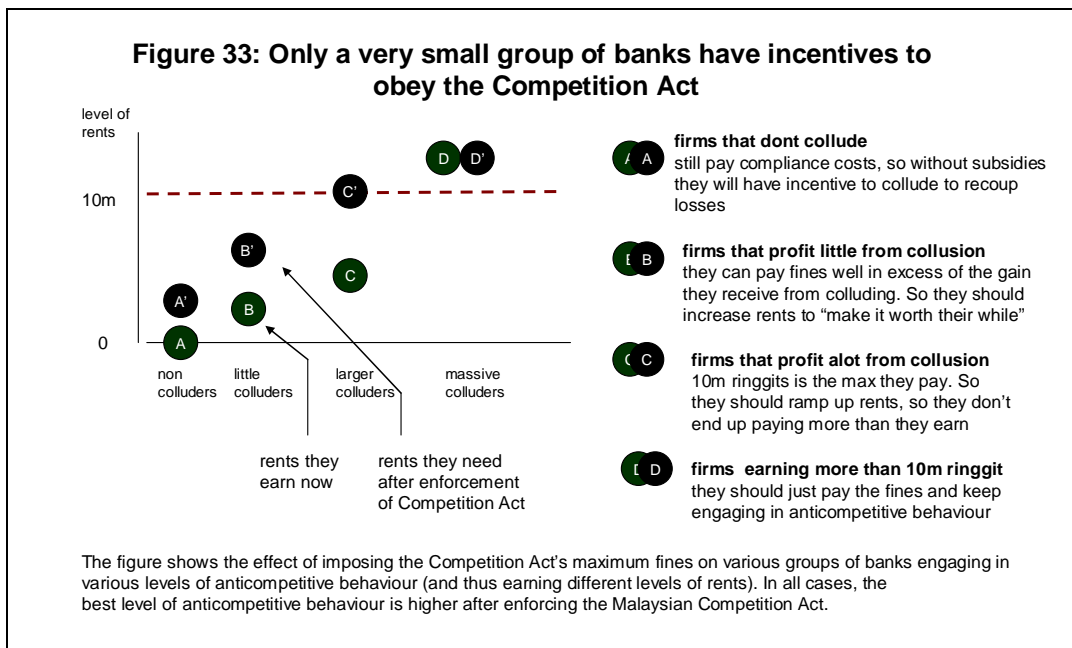 Figure 33: Only a very small group of banks have incentives to
obey the Competition Act
level of
rents
10m
0
A'
A
B'
B
C'
C
D
D'
non
colluders
little
colluders
larger
colluders
massive
colluders
rents they
earn now
rents they need
after enforcement
of Competition Act
A A
firms that dont collude
still pay compliance costs, so without subsidies
they will have incentive to collude to recoup
losses
B B
firms that profit little from collusion
they can pay fines well in excess of the gain
they receive from colluding. So they should
increase rents to “make it worth their while”
C C
firms that profit alot from collusion
10m ringgits is the max they pay. So
they should ramp up rents, so they don’t
end up paying more than they earn
D D
firms earning more than 10m ringgit
they should just pay the fines and keep
engaging in anticompetitive behaviour
The figure shows the effect of imposing the Competition Act’s maximum fines on various groups of banks engaging in
various levels of anticompetitive behaviour (and thus earning different levels of rents). In all cases, the
best level of anticompetitive behaviour is higher after enforcing the Malaysian Competition Act.